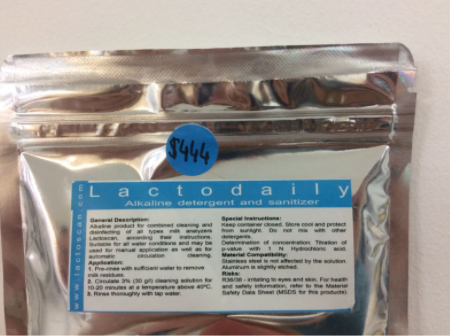 $444
Lactodaily
Alkaline detergent and sanitizer
www.lactoscan.co
General Description:
Alkaline product for combined cleaning and
disinfecting of all types milk analyzers
Lactoscan, according their instructions.
Suitable for all water conditions and may be
used for manual application as well as for
automatic circulation cleaning.
Application:
1. Pre-rinse with sufficient water to remove
milk residues.
2. Circulate 3% (30 g/l) cleaning solution for
10-20 minutes at a temperature above 40ºC.
3. Rinse thoroughly with tap water.
Special Instructions:
Keep container closed. Store cool and protect
from sunlight. Do not mix with other
detergents.
Determination of concentration: Titration of
p-value with 1 N Hydrochloric acid.
Material Compatibility:
Stainless steel is not affected by the solution.
Aluminum is slightly etched.
Risks:
R36/38 - irritating to eyes and skin. For health
and safety information, refer to the Material
Safety Data Sheet (MSDS for this products).